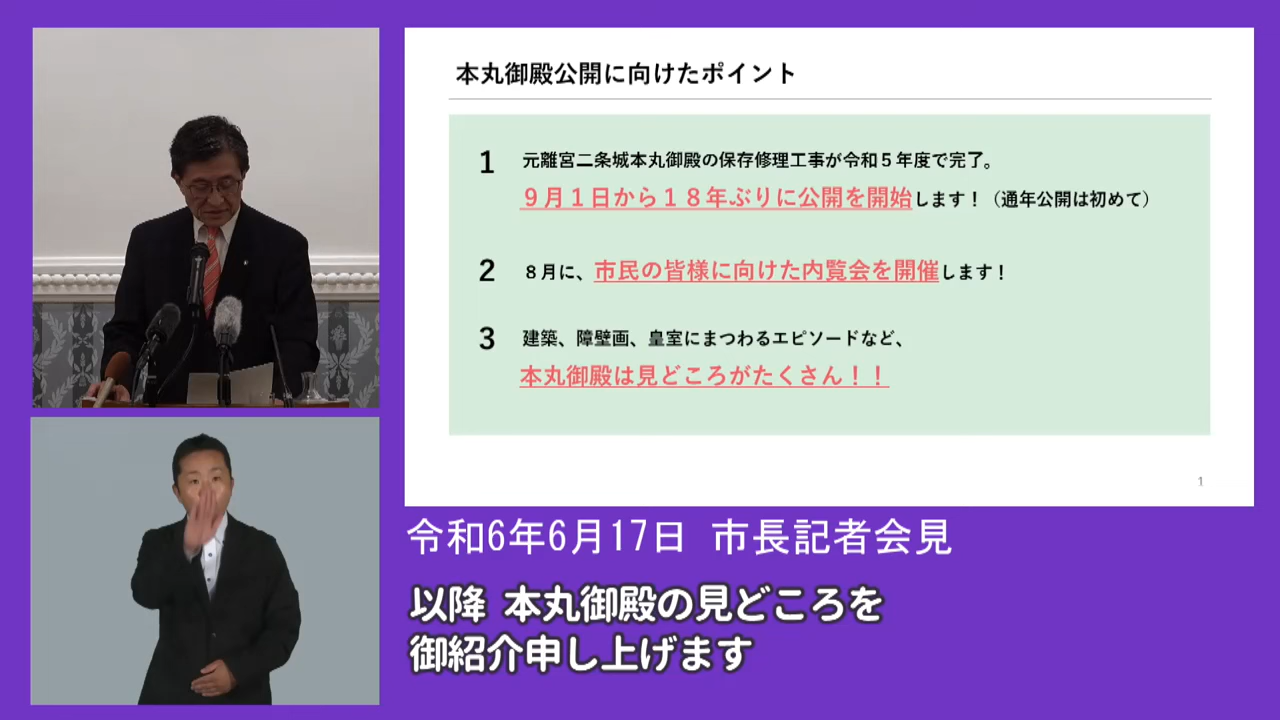 本丸御殿公開に向けたポイント
1 元離宮二条城本丸御殿の保存修理工事が令和５年度で完了。
９月１日から１８年ぶりに公開を開始します！（通年公開は初めて）
2 ８月に、市民の皆様に向けた内覧会を開催します！
3 建築、障壁画、皇室にまつわるエピソードなど、
本丸御殿は見どころがたくさん！！
1
令和6年6月17日 市長記者会見
以降 本丸御殿の見どころを
御紹介申し上げます